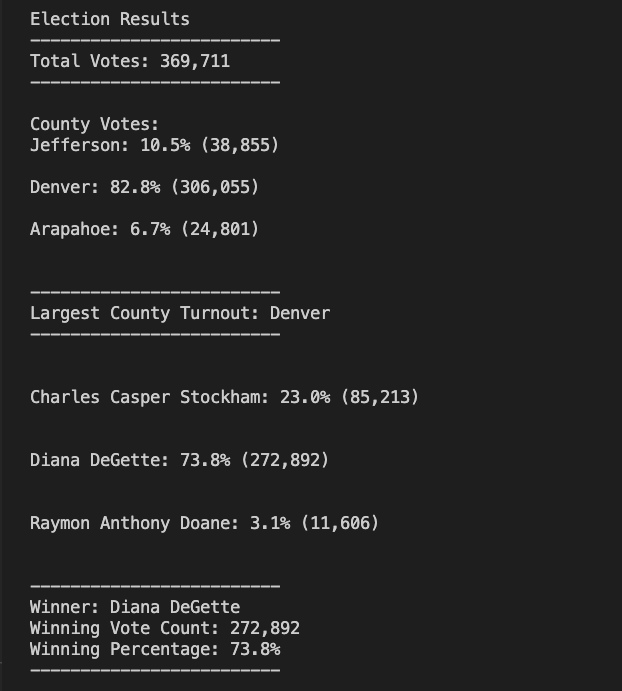 Election Results
-------------------------
Total Votes: 369,711
-------------------------
County Votes:
Jefferson: 10.5% (38,855)
Denver: 82.8% (306,055)
Arapahoe: 6.7% (24,801)
-------------------------
Largest County Turnout: Denver
-------------------------
Charles Casper Stockham: 23.0% (85,213)
Diana DeGette: 73.8% (272,892)
Raymon Anthony Doane: 3.1% (11,606)
-------------------------
Winner: Diana DeGette
Winning Vote Count: 272,892
Winning Percentage: 73.8%
-------------------------